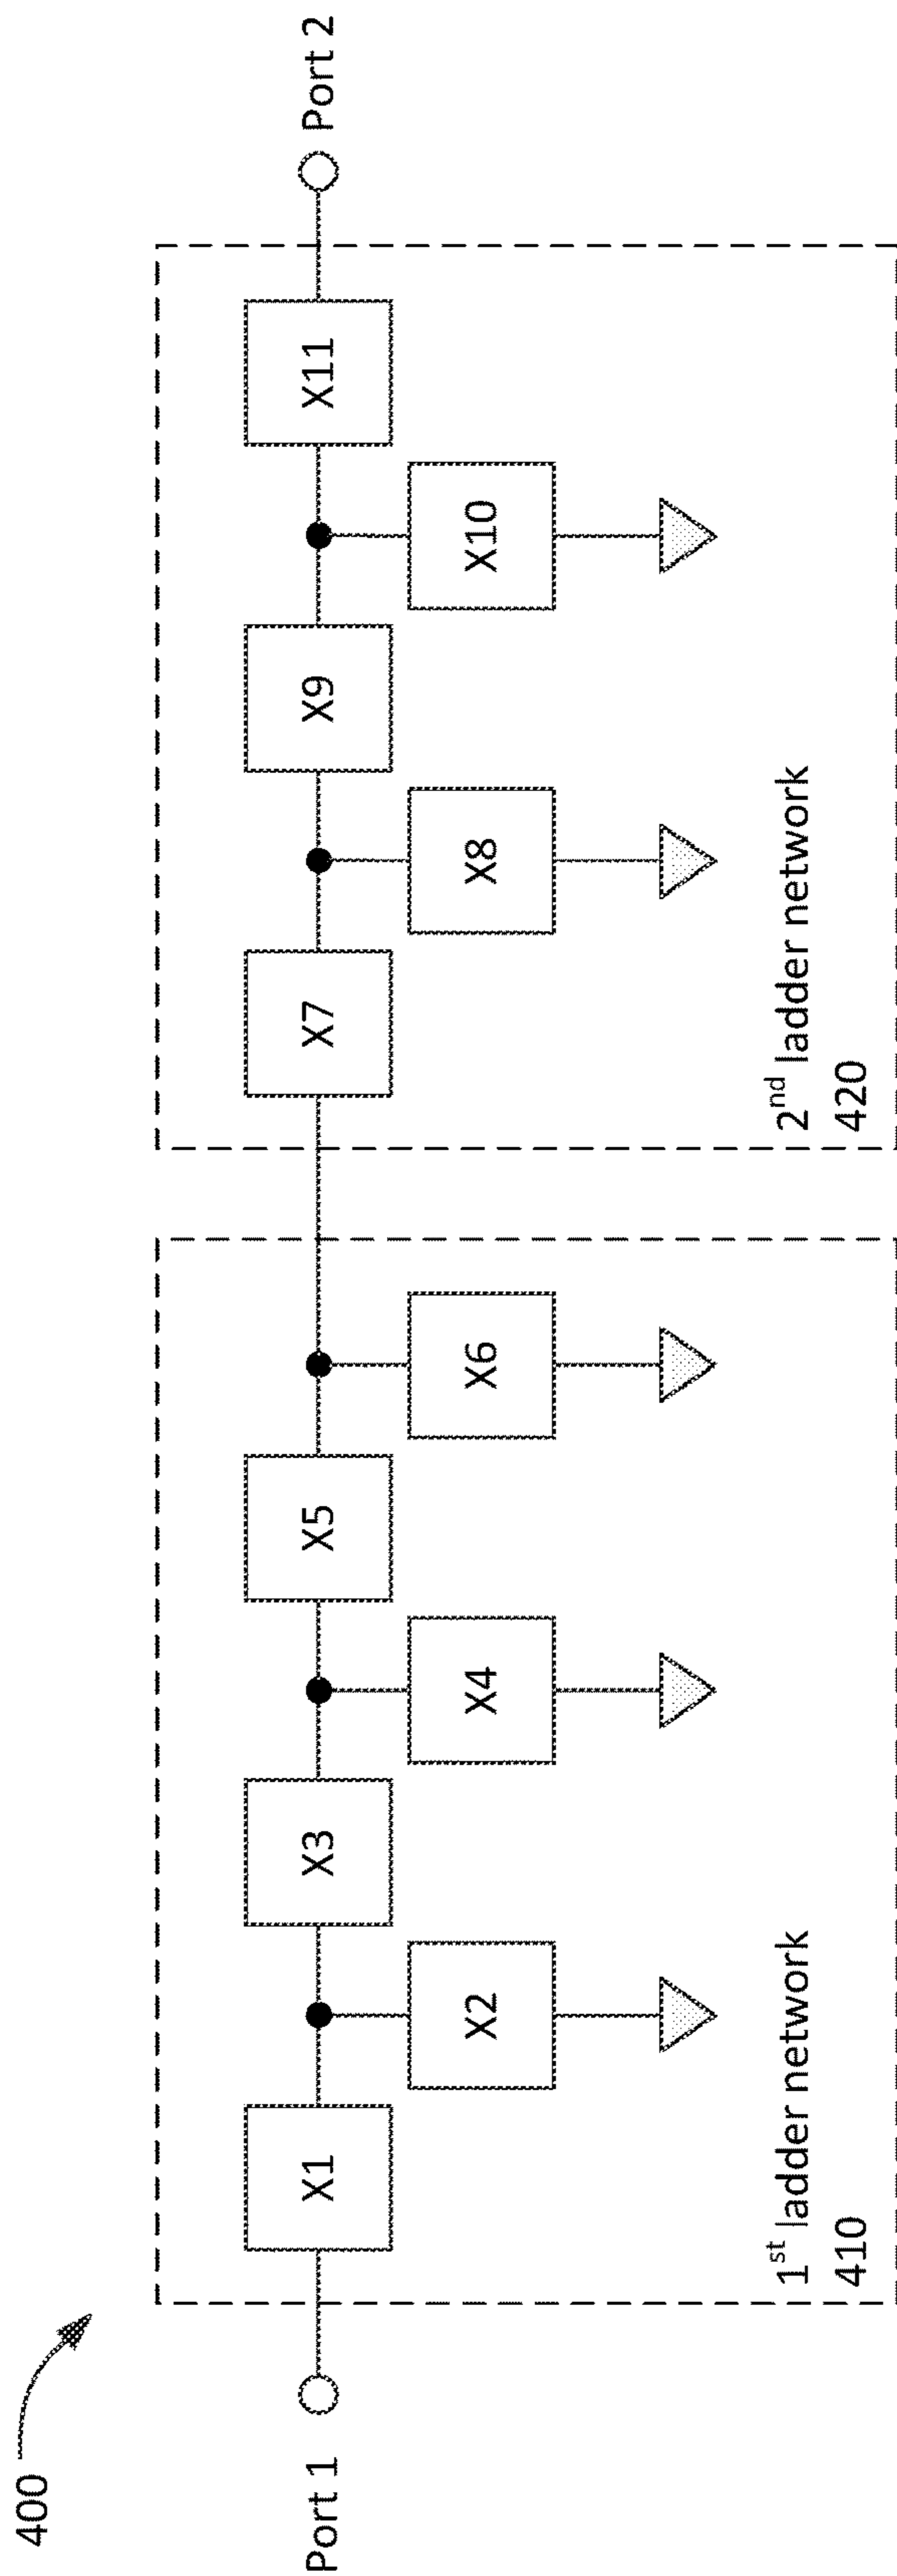 400
Port 1
X1
X3
X5
X7
X9
X11
Port 2
X2
X4
X6
X8
X10
1st ladder network
410
2nd ladder network
420